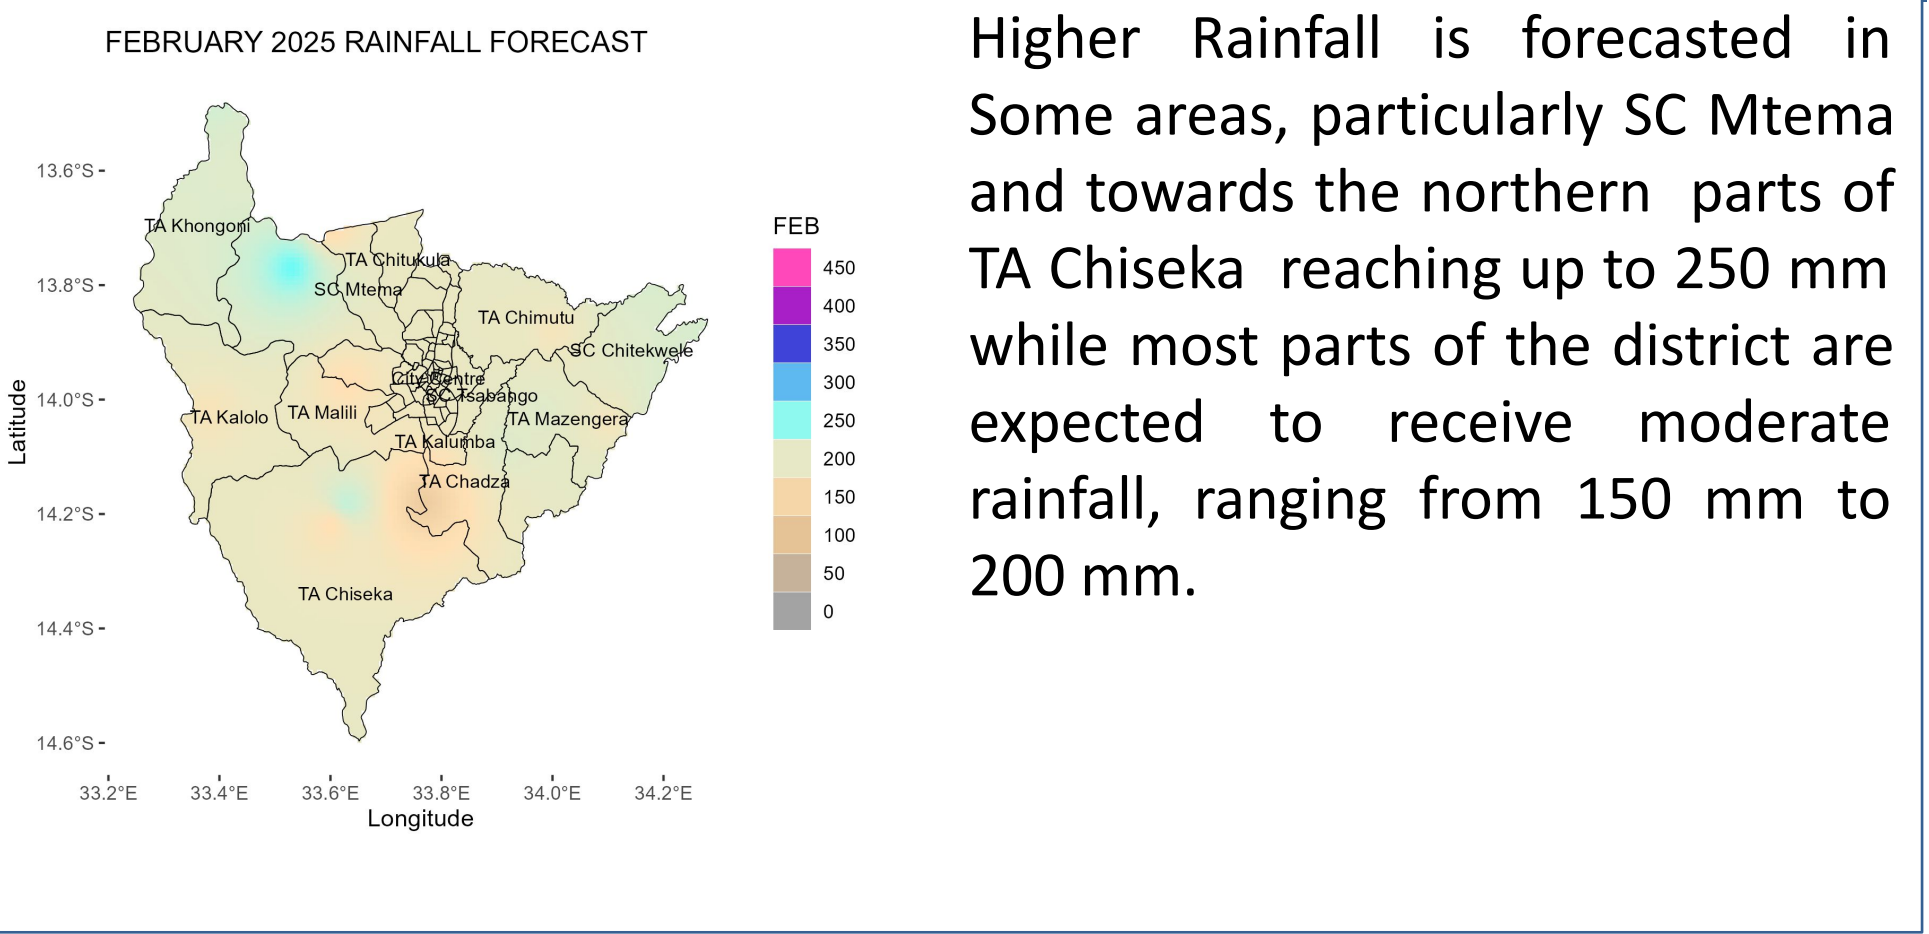 FEBRUARY 2025 RAINFALL FORECAST
13.6°S
13.8°S
14.0°S
14.2°S
14.4°S
14.6°S
Latitude
33.2°E 33.4°E 33.6°E 33.8°E 34.0°E 34.2°E
Longitude
TA Khongoni
TA Chitukula
SC Mtema
TA Chimutu
SC Chitekwele
City Centre
SC Tsabango
TA Kalolo
TA Malili
TA Mazengera
TA Kalumba
TA Chadza
TA Chiseka
FEB
450
400
350
300
250
200
150
100
50
0
Higher Rainfall is forecasted in
Some areas, particularly SC Mtema
and towards the northern parts of
TA Chiseka reaching up to 250 mm
while most parts of the district are
expected to receive moderate
rainfall, ranging from 150 mm to
200 mm.